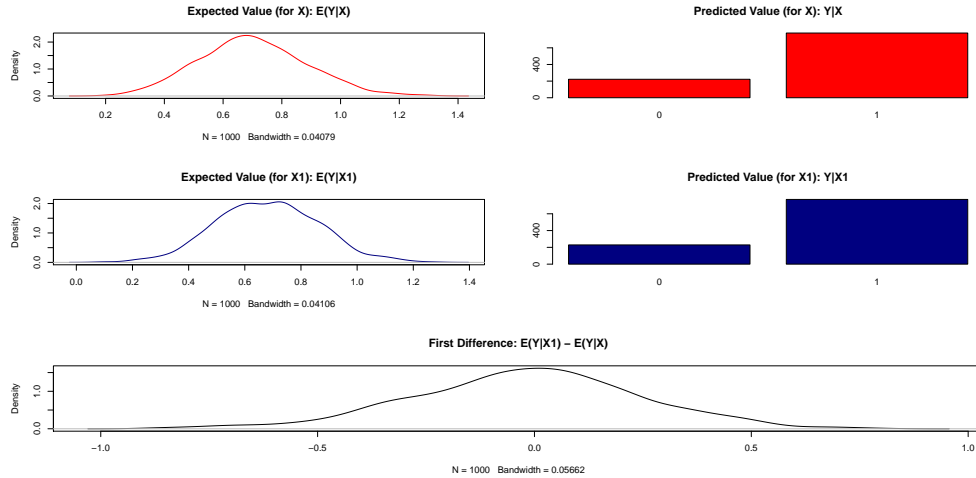 Expected Value (for X): E(Y|X)
Density
0.0 1.0 2.0
0.2 0.4 0.6 0.8 1.0 1.2 1.4
N = 1000 Bandwidth = 0.04079
Predicted Value (for X): Y|X
0 400
0 1
Expected Value (for X1): E(Y|X1)
Density
0.0 1.0 2.0
0.0 0.2 0.4 0.6 0.8 1.0 1.2 1.4
N = 1000 Bandwidth = 0.04106
Predicted Value (for X1): Y|X1
0 400
0 1
First Difference: E(Y|X1) − E(Y|X)
Density
0.0 1.0
−1.0 −0.5 0.0 0.5 1.0
N = 1000 Bandwidth = 0.05662